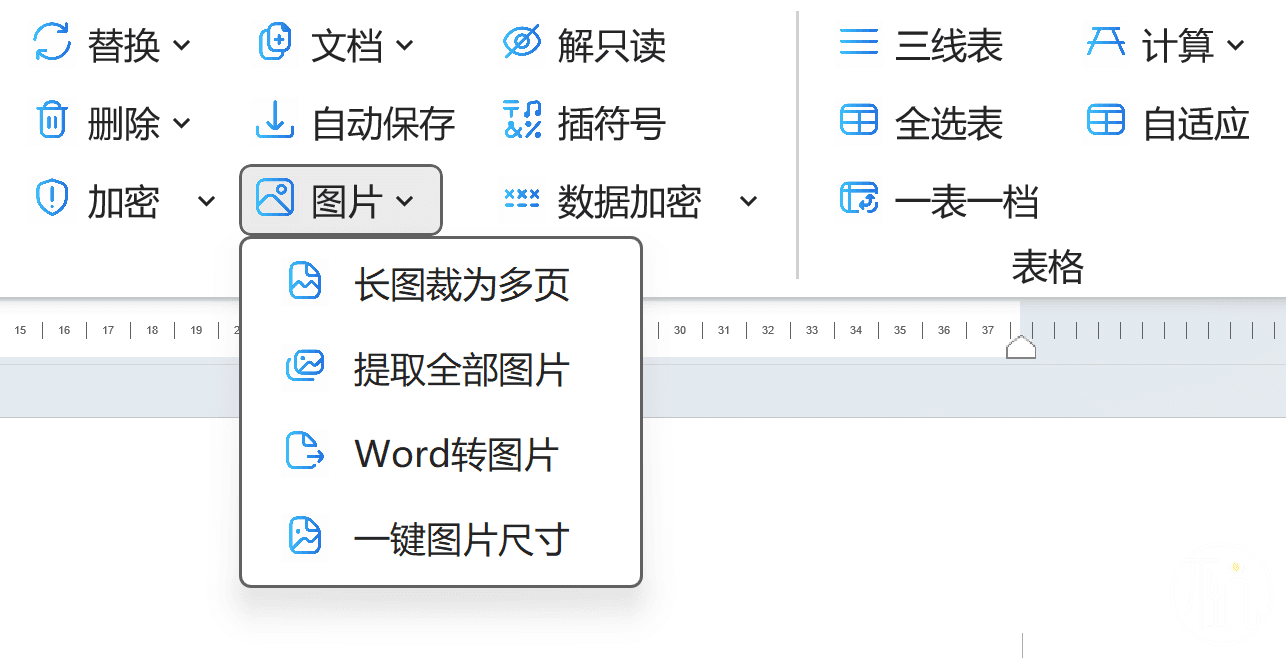 替换 文档 解只读 三线表 计算
删除 自动保存 插符号 全选表 自适应
加密 图片 数据加密 一表一档
表格
长图裁为多页
15 16 17 18 19 2 30 31 32 33 34 35 36 37
提取全部图片
Word转图片
一键图片尺寸